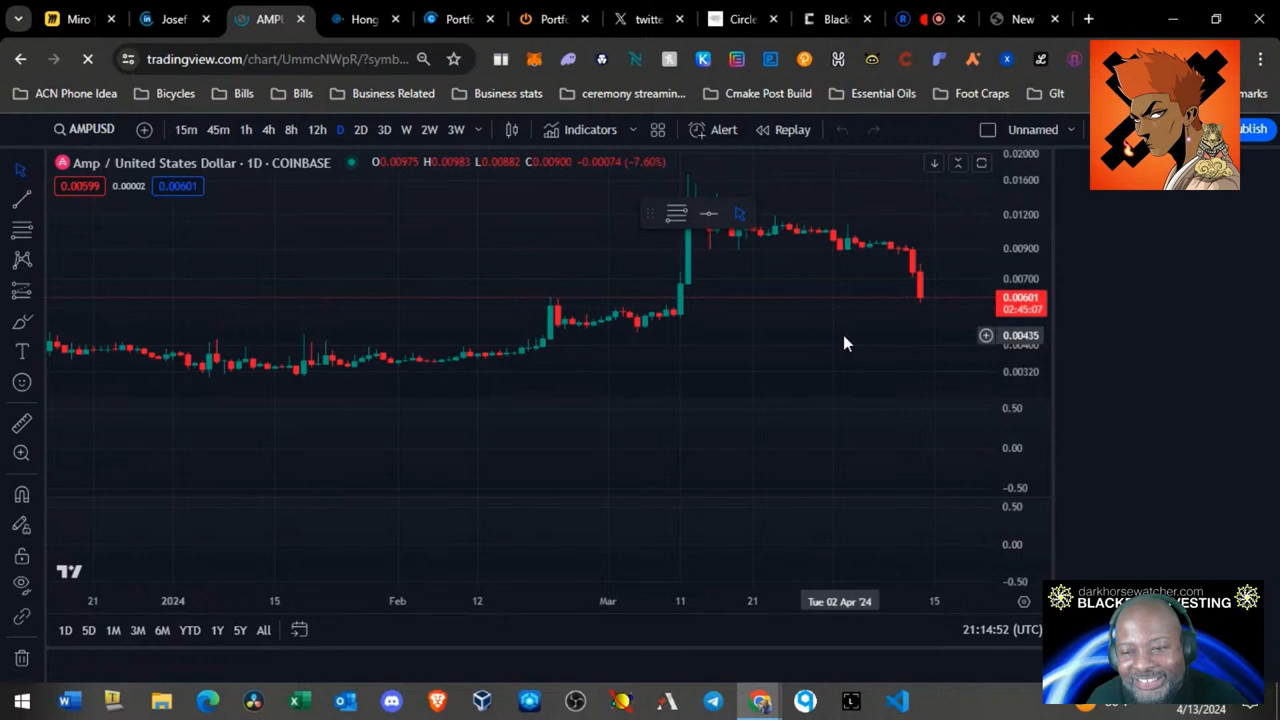 Miro
Josef
AMPU
Hong
Portfo
Portfo
twitte
Circle
Black
New
tradingview.com/chart/UmmcNWpR/?symb...
ACN Phone Idea
Bicycles
Bills
Bills
Business Related
Business stats
ceremony streamin...
Cmake Post Build
Essential Oils
Foot Craps
GIt
AMPUSD
15m 45m 1h 4h 8h 12h D 2D 3D W 2W 3W
Indicators
Alert
Replay
Unnamed
Amp / United States Dollar · 1D · COINBASE
O0.00975 H0.00983 L0.00882 C0.00900 −0.00074 (−7.60%)
0.00599 0.00002 0.00601
0.02000
0.01600
0.01200
0.00900
0.00700
0.00601
02:45:07
0.00435
0.00400
0.00320
0.50
0.00
−0.50
0.50
0.00
−0.50
21 2024 15 Feb 12 Mar 11 21 Tue 02 Apr '24 15
1D 5D 1M 3M 6M YTD 1Y 5Y All
21:14:52 (UTC)
darkhorsewatcher.com
4/13/2024